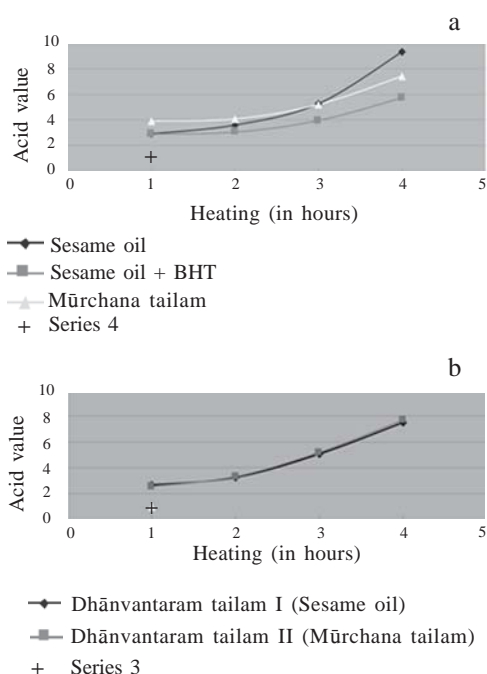 a
10
8
6
4
2
0
Acid value
0 1 2 3 4 5
Heating (in hours)
Sesame oil
Sesame oil + BHT
Mūrchana tailam
+ Series 4
b
10
8
6
4
2
0
Acid value
0 1 2 3 4 5
Heating (in hours)
Dhānvantaram tailam I (Sesame oil)
Dhānvantaram tailam II (Mūrchana tailam)
+ Series 3